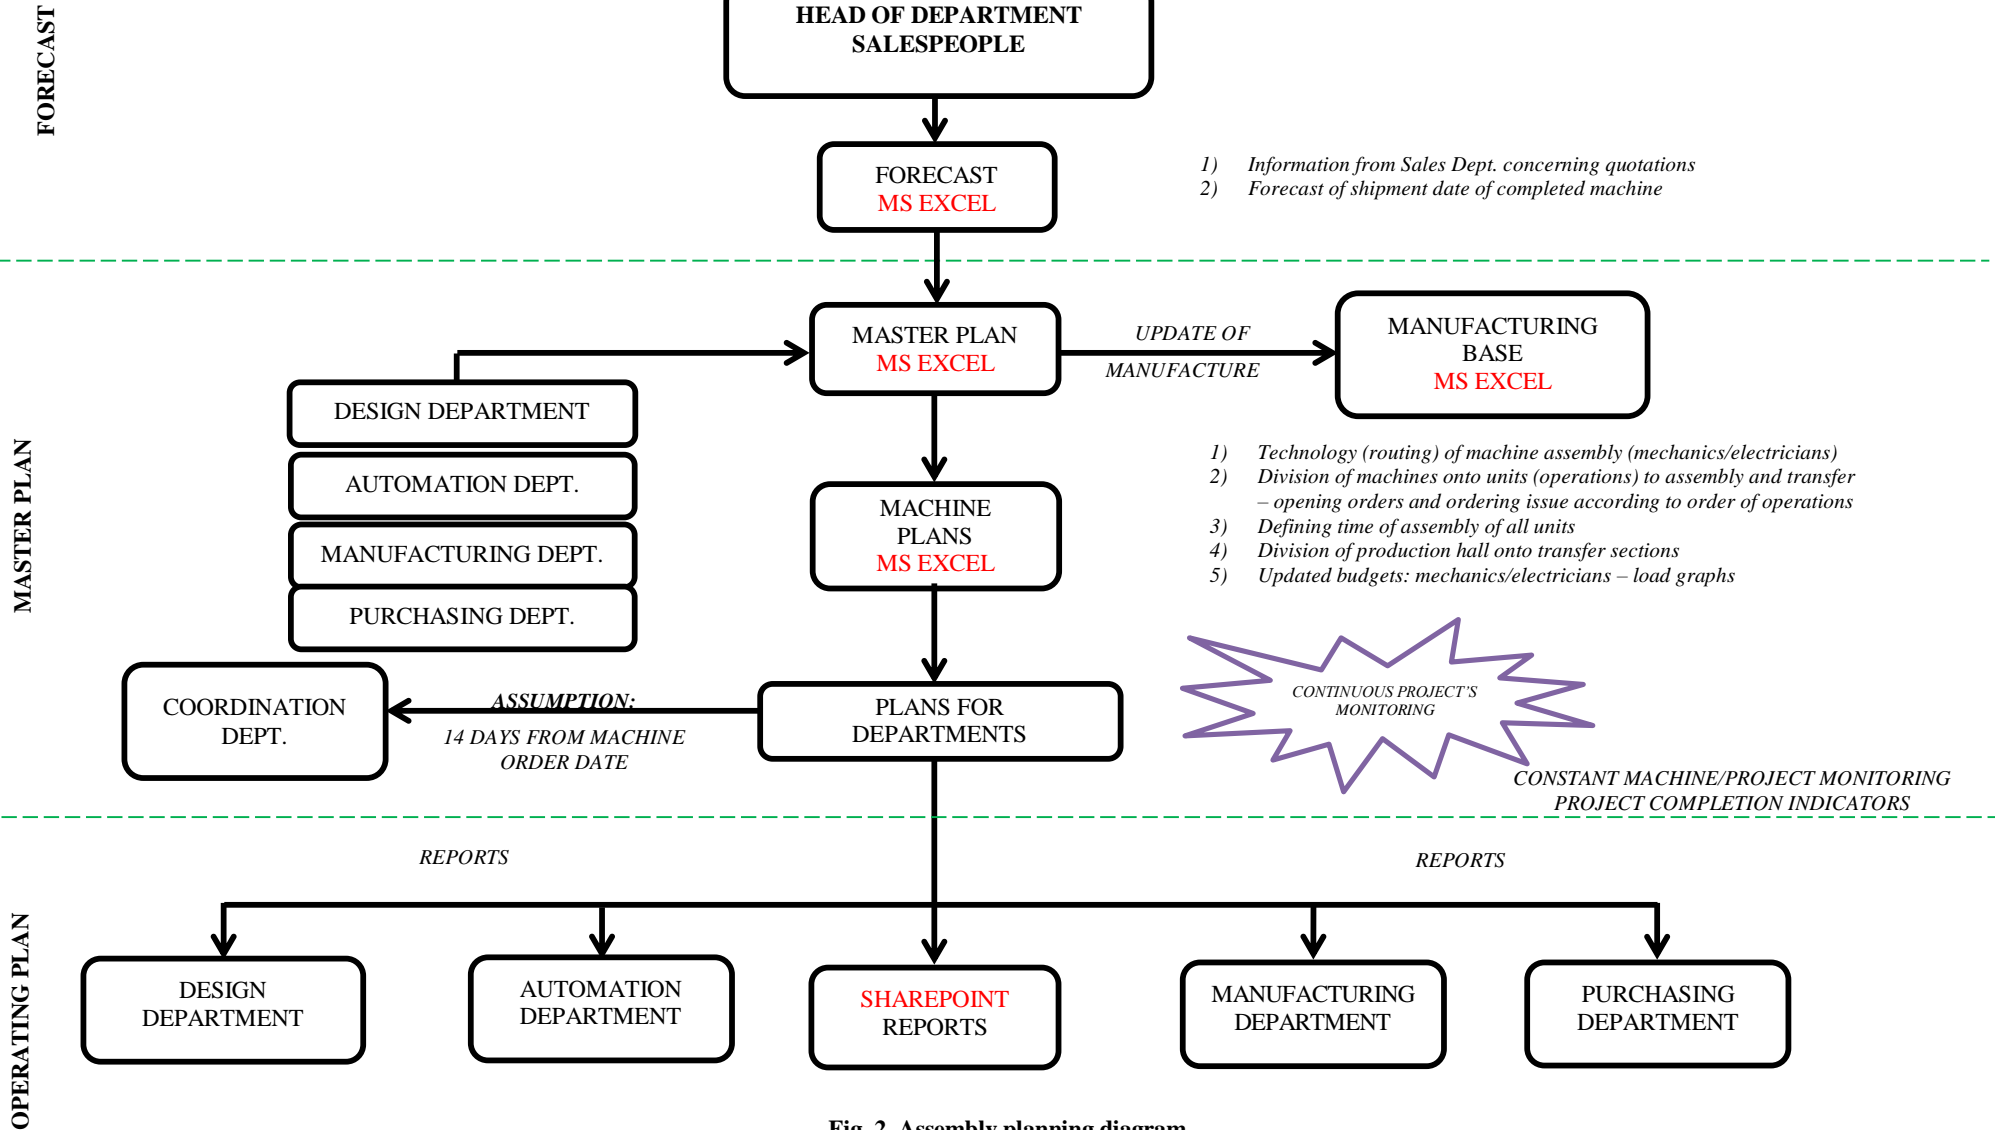 FORECAST
HEAD OF DEPARTMENT
SALESPEOPLE
FORECAST
MS EXCEL
1) Information from Sales Dept. concerning quotations
2) Forecast of shipment date of completed machine
MASTER PLAN
MASTER PLAN
MS EXCEL
UPDATE OF
MANUFACTURE
MANUFACTURING
BASE
MS EXCEL
DESIGN DEPARTMENT
AUTOMATION DEPT.
MANUFACTURING DEPT.
PURCHASING DEPT.
MACHINE
PLANS
MS EXCEL
1) Technology (routing) of machine assembly (mechanics/electricians)
2) Division of machines onto units (operations) to assembly and transfer
– opening orders and ordering issue according to order of operations
3) Defining time of assembly of all units
4) Division of production hall onto transfer sections
5) Updated budgets: mechanics/electricians – load graphs
COORDINATION
DEPT.
ASSUMPTION:
14 DAYS FROM MACHINE
ORDER DATE
PLANS FOR
DEPARTMENTS
CONTINUOUS PROJECT'S
MONITORING
CONSTANT MACHINE/PROJECT MONITORING
PROJECT COMPLETION INDICATORS
OPERATING PLAN
REPORTS
REPORTS
DESIGN
DEPARTMENT
AUTOMATION
DEPARTMENT
SHAREPOINT
REPORTS
MANUFACTURING
DEPARTMENT
PURCHASING
DEPARTMENT
Fig. 2. Assembly planning diagram